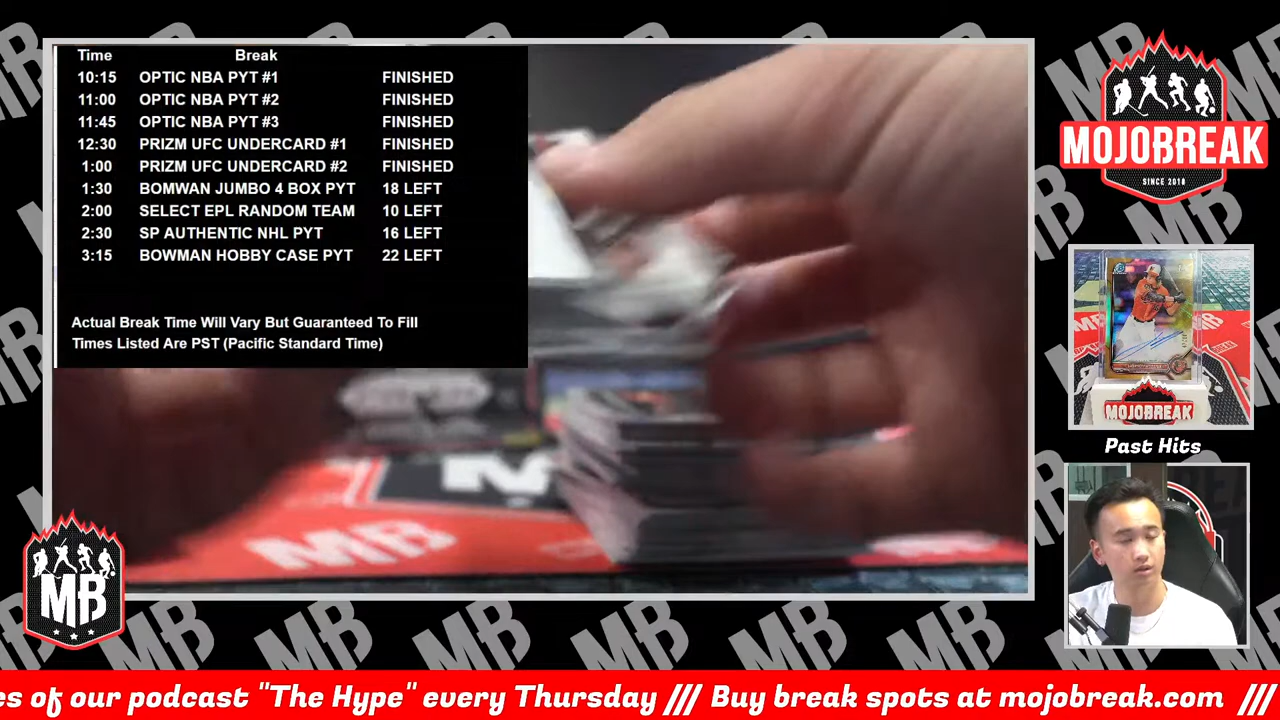 Time Break
10:15 OPTIC NBA PYT #1 FINISHED
11:00 OPTIC NBA PYT #2 FINISHED
11:45 OPTIC NBA PYT #3 FINISHED
12:30 PRIZM UFC UNDERCARD #1 FINISHED
1:00 PRIZM UFC UNDERCARD #2 FINISHED
1:30 BOMWAN JUMBO 4 BOX PYT 18 LEFT
2:00 SELECT EPL RANDOM TEAM 10 LEFT
2:30 SP AUTHENTIC NHL PYT 16 LEFT
3:15 BOWMAN HOBBY CASE PYT 22 LEFT
Actual Break Time Will Vary But Guaranteed To Fill
Times Listed Are PST (Pacific Standard Time)
MOJOBREAK
SINCE 2016
MOJOBREAK
Past Hits
MB
MB
es of our podcast "The Hype" every Thursday /// Buy break spots at mojobreak.com ///